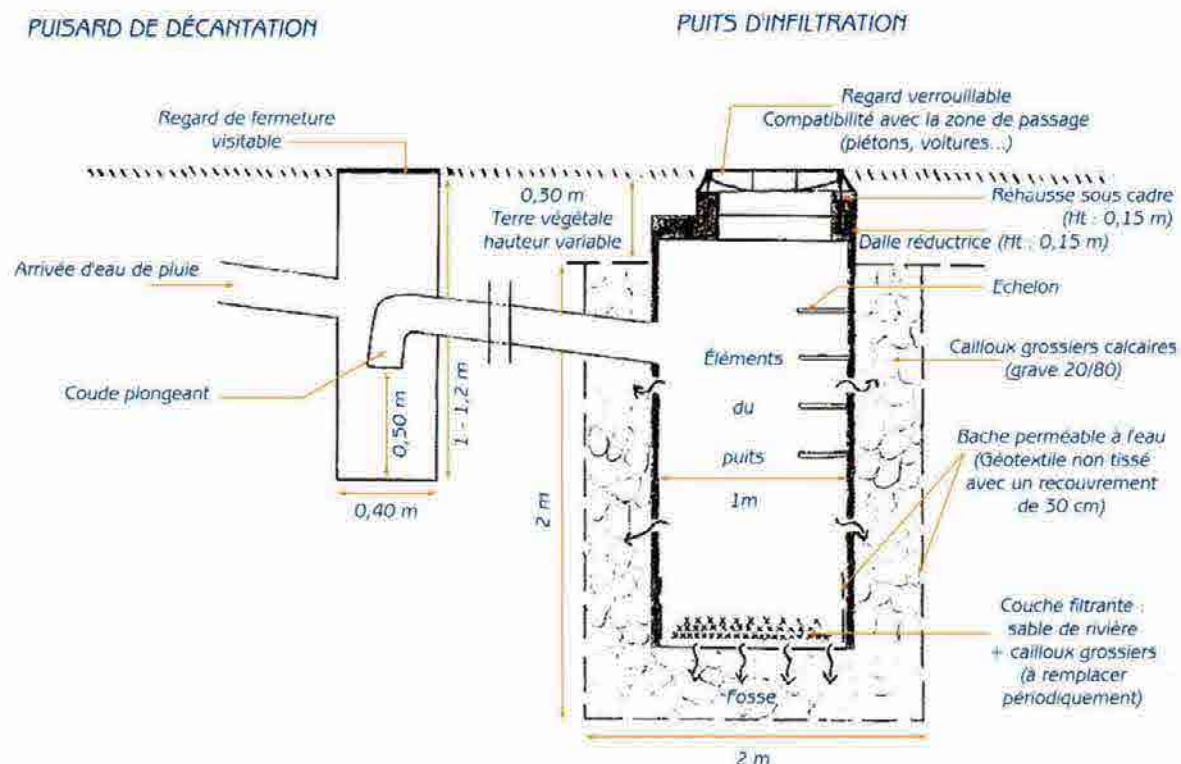 PUISARD DE DÉCANTATION
PUITS D'INFILTRATION
Regard de fermeture
visitable
Regard verrouillable
Compatibilité avec la zone de passage
(piétons, voitures...)
0,30 m
Terre végétale
hauteur variable
Réhausse sous cadre
(Ht : 0,15 m)
Dalle réductrice (Ht : 0,15 m)
Arrivée d'eau de pluie
Echelon
Éléments
du
puits
1m
Cailloux grossiers calcaires
(grave 20/80)
Coude plongeant
0,50 m
1 - 1,2 m
0,40 m
2 m
Bache perméable à l'eau
(Géotextile non tissé
avec un recouvrement
de 30 cm)
Couche filtrante :
sable de rivière
+ cailloux grossiers
(à remplacer
périodiquement)
Fosse
2 m